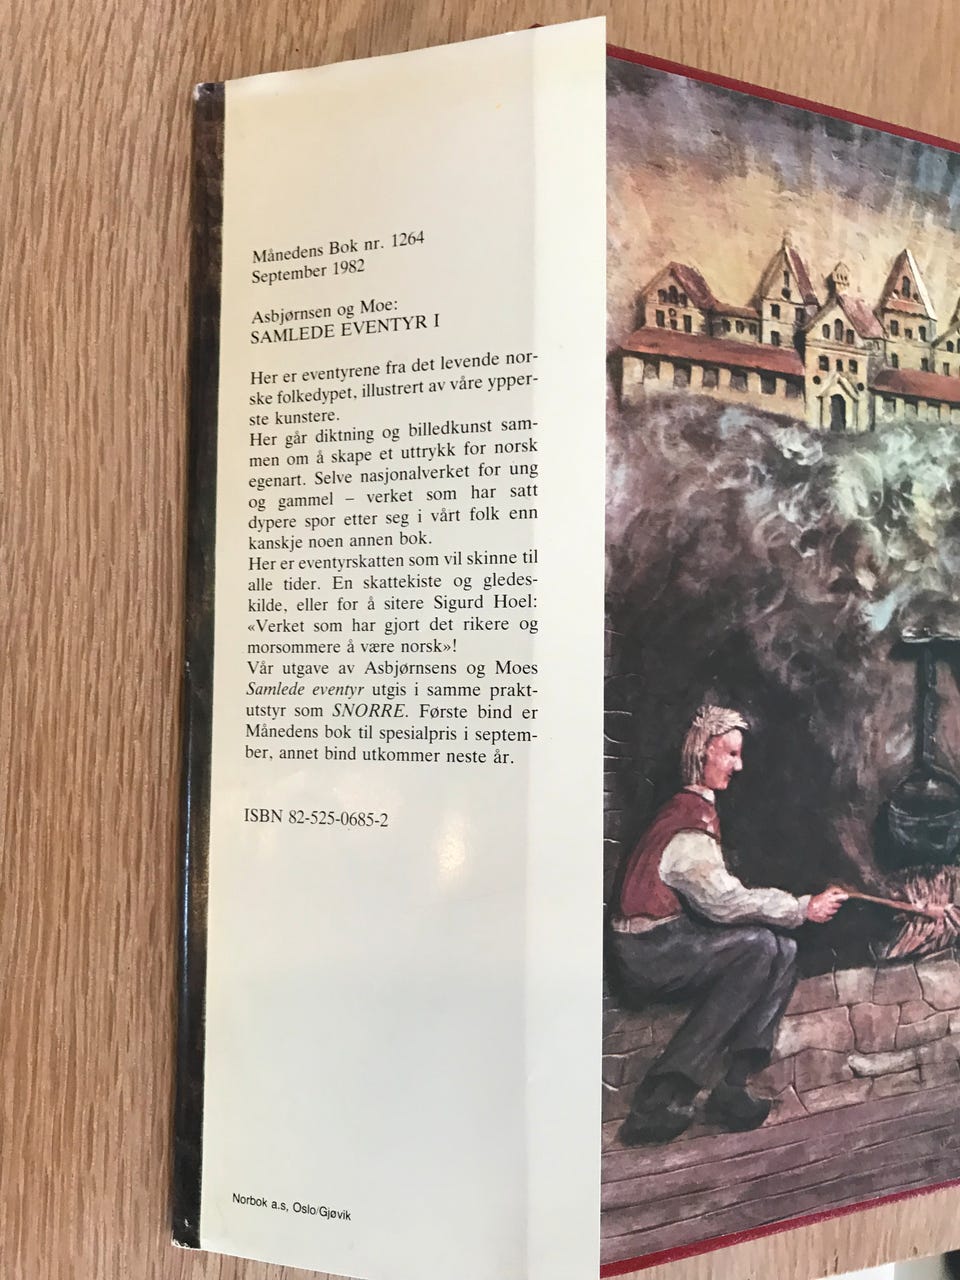 Månedens Bok nr. 1264
September 1982
Asbjørnsen og Moe:
SAMLEDE EVENTYR I
Her er eventyrene fra det levende nor-
ske folkedypet, illustrert av våre ypper-
ste kunstere.
Her går diktning og billedkunst sam-
men om å skape et uttrykk for norsk
egenart. Selve nasjonalverket for ung
og gammel – verket som har satt
dypere spor etter seg i vårt folk enn
kanskje noen annen bok.
Her er eventyrskatten som vil skinne til
alle tider. En skattekiste og gledes-
kilde, eller for å sitere Sigurd Hoel:
«Verket som har gjort det rikere og
morsommere å være norsk»!
Vår utgave av Asbjørnsens og Moes
Samlede eventyr utgis i samme prakt-
utstyr som SNORRE. Første bind er
Månedens bok til spesialpris i septem-
ber, annet bind utkommer neste år.
ISBN 82-525-0685-2
Norbok a.s, Oslo/Gjøvik